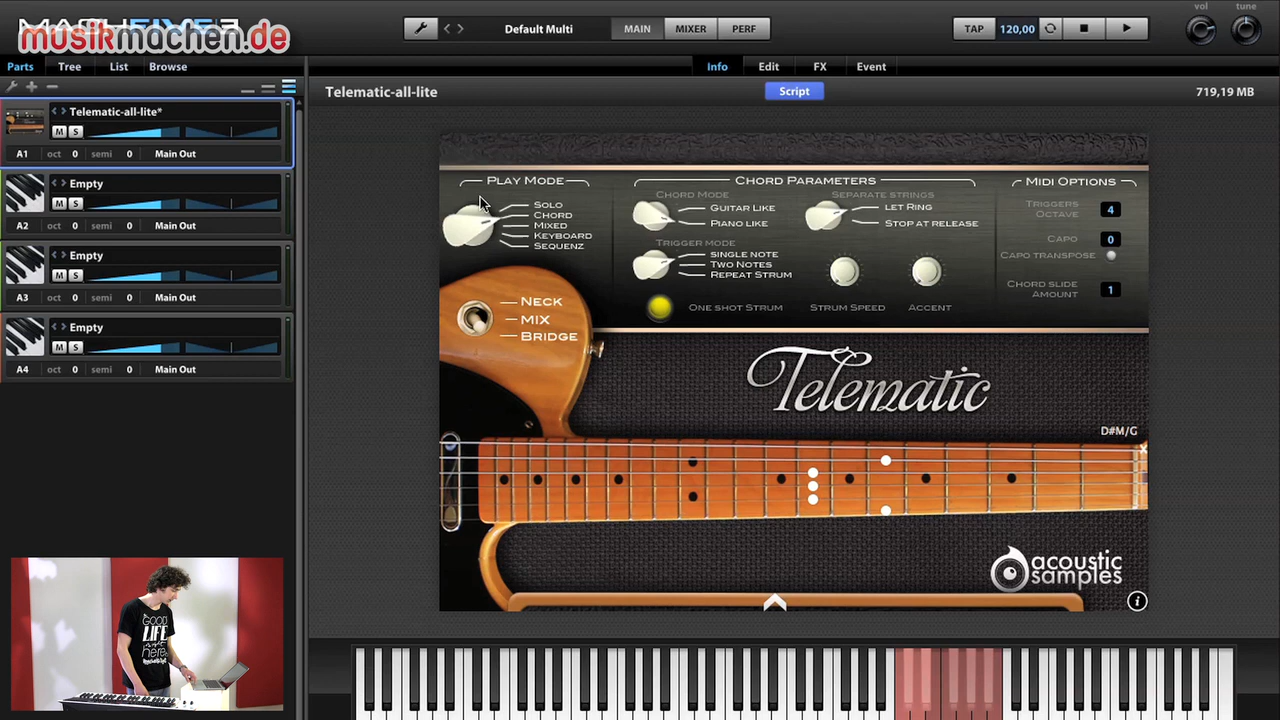 MACHFIVE 3
musikmachen.de
Default Multi
MAIN
MIXER
PERF
TAP
120,00
vol
tune
Parts
Tree
List
Browse
Info
Edit
FX
Event
Telematic-all-lite
Script
719,19 MB
Telematic-all-lite*
M S
A1 oct 0 semi 0 Main Out
Empty
M S
A2 oct 0 semi 0 Main Out
Empty
M S
A3 oct 0 semi 0 Main Out
Empty
M S
A4 oct 0 semi 0 Main Out
PLAY MODE
SOLO
CHORD
MIXED
KEYBOARD
SEQUENZ
CHORD PARAMETERS
CHORD MODE
GUITAR LIKE
PIANO LIKE
TRIGGER MODE
SINGLE NOTE
TWO NOTES
REPEAT STRUM
ONE SHOT STRUM
SEPARATE STRINGS
LET RING
STOP AT RELEASE
STRUM SPEED
ACCENT
MIDI OPTIONS
TRIGGERS
OCTAVE
4
CAPO 0
CAPO TRANSPOSE
CHORD SLIDE
AMOUNT
1
NECK
MIX
BRIDGE
Telematic
D#M/G
x
acoustic
samples
i
GOOD
LIFE